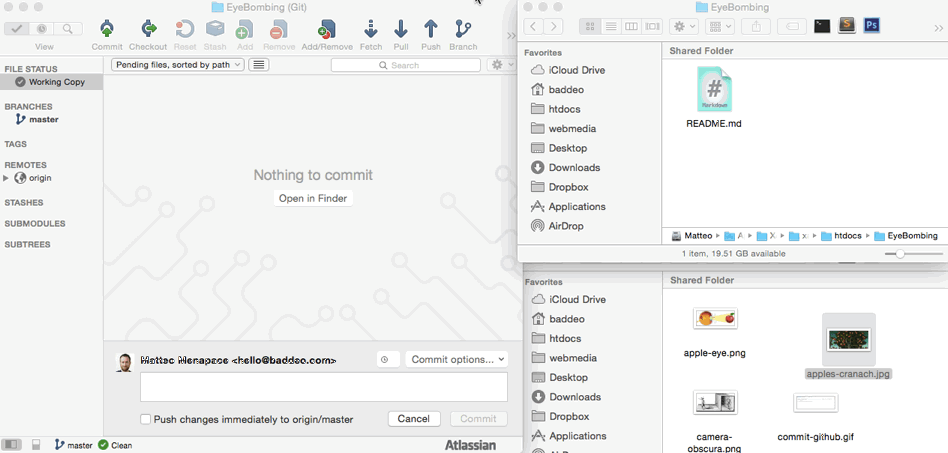 EyeBombing (Git)
View
Commit Checkout Reset Stash Add Remove Add/Remove Fetch Pull Push Branch
FILE STATUS
Working Copy
BRANCHES
master
TAGS
REMOTES
origin
STASHES
SUBMODULES
SUBTREES
Pending files, sorted by path
Search
Nothing to commit
Open in Finder
Matteo Menapace <hello@baddeo.com>
Commit options...
Push changes immediately to origin/master
Cancel
Commit
master Clean
Atlassian
EyeBombing
Ps
Favorites
iCloud Drive
baddeo
htdocs
webmedia
Desktop
Downloads
Dropbox
Applications
AirDrop
Shared Folder
#
Markdown
README.md
Matteo A X x htdocs EyeBombing
1 item, 19.51 GB available
Favorites
iCloud Drive
baddeo
htdocs
webmedia
Desktop
Downloads
Dropbox
Applications
Shared Folder
apple-eye.png
apples-cranach.jpg
camera-
obscura.png
commit-github.gif